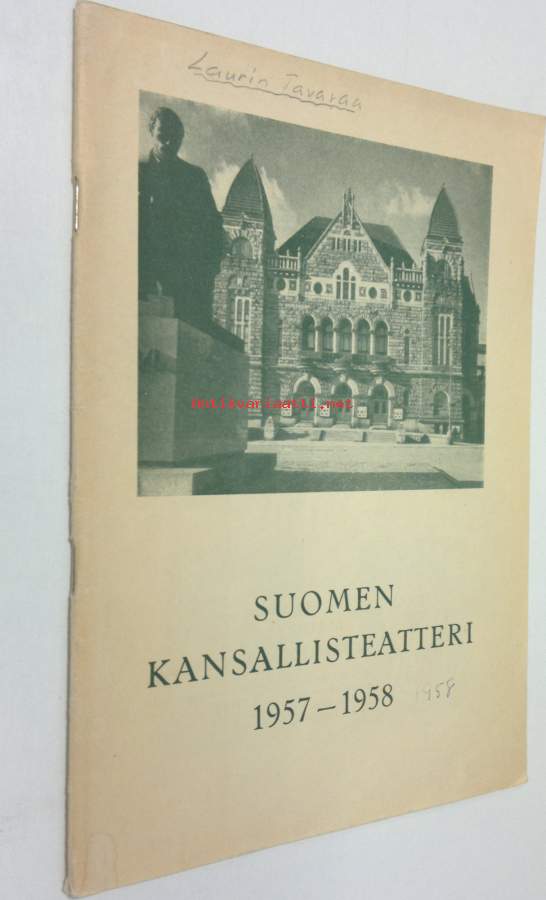 Laurin Tavaraa
antikvariaatti.net
SUOMEN
KANSALLISTEATTERI
1957–1958 1958